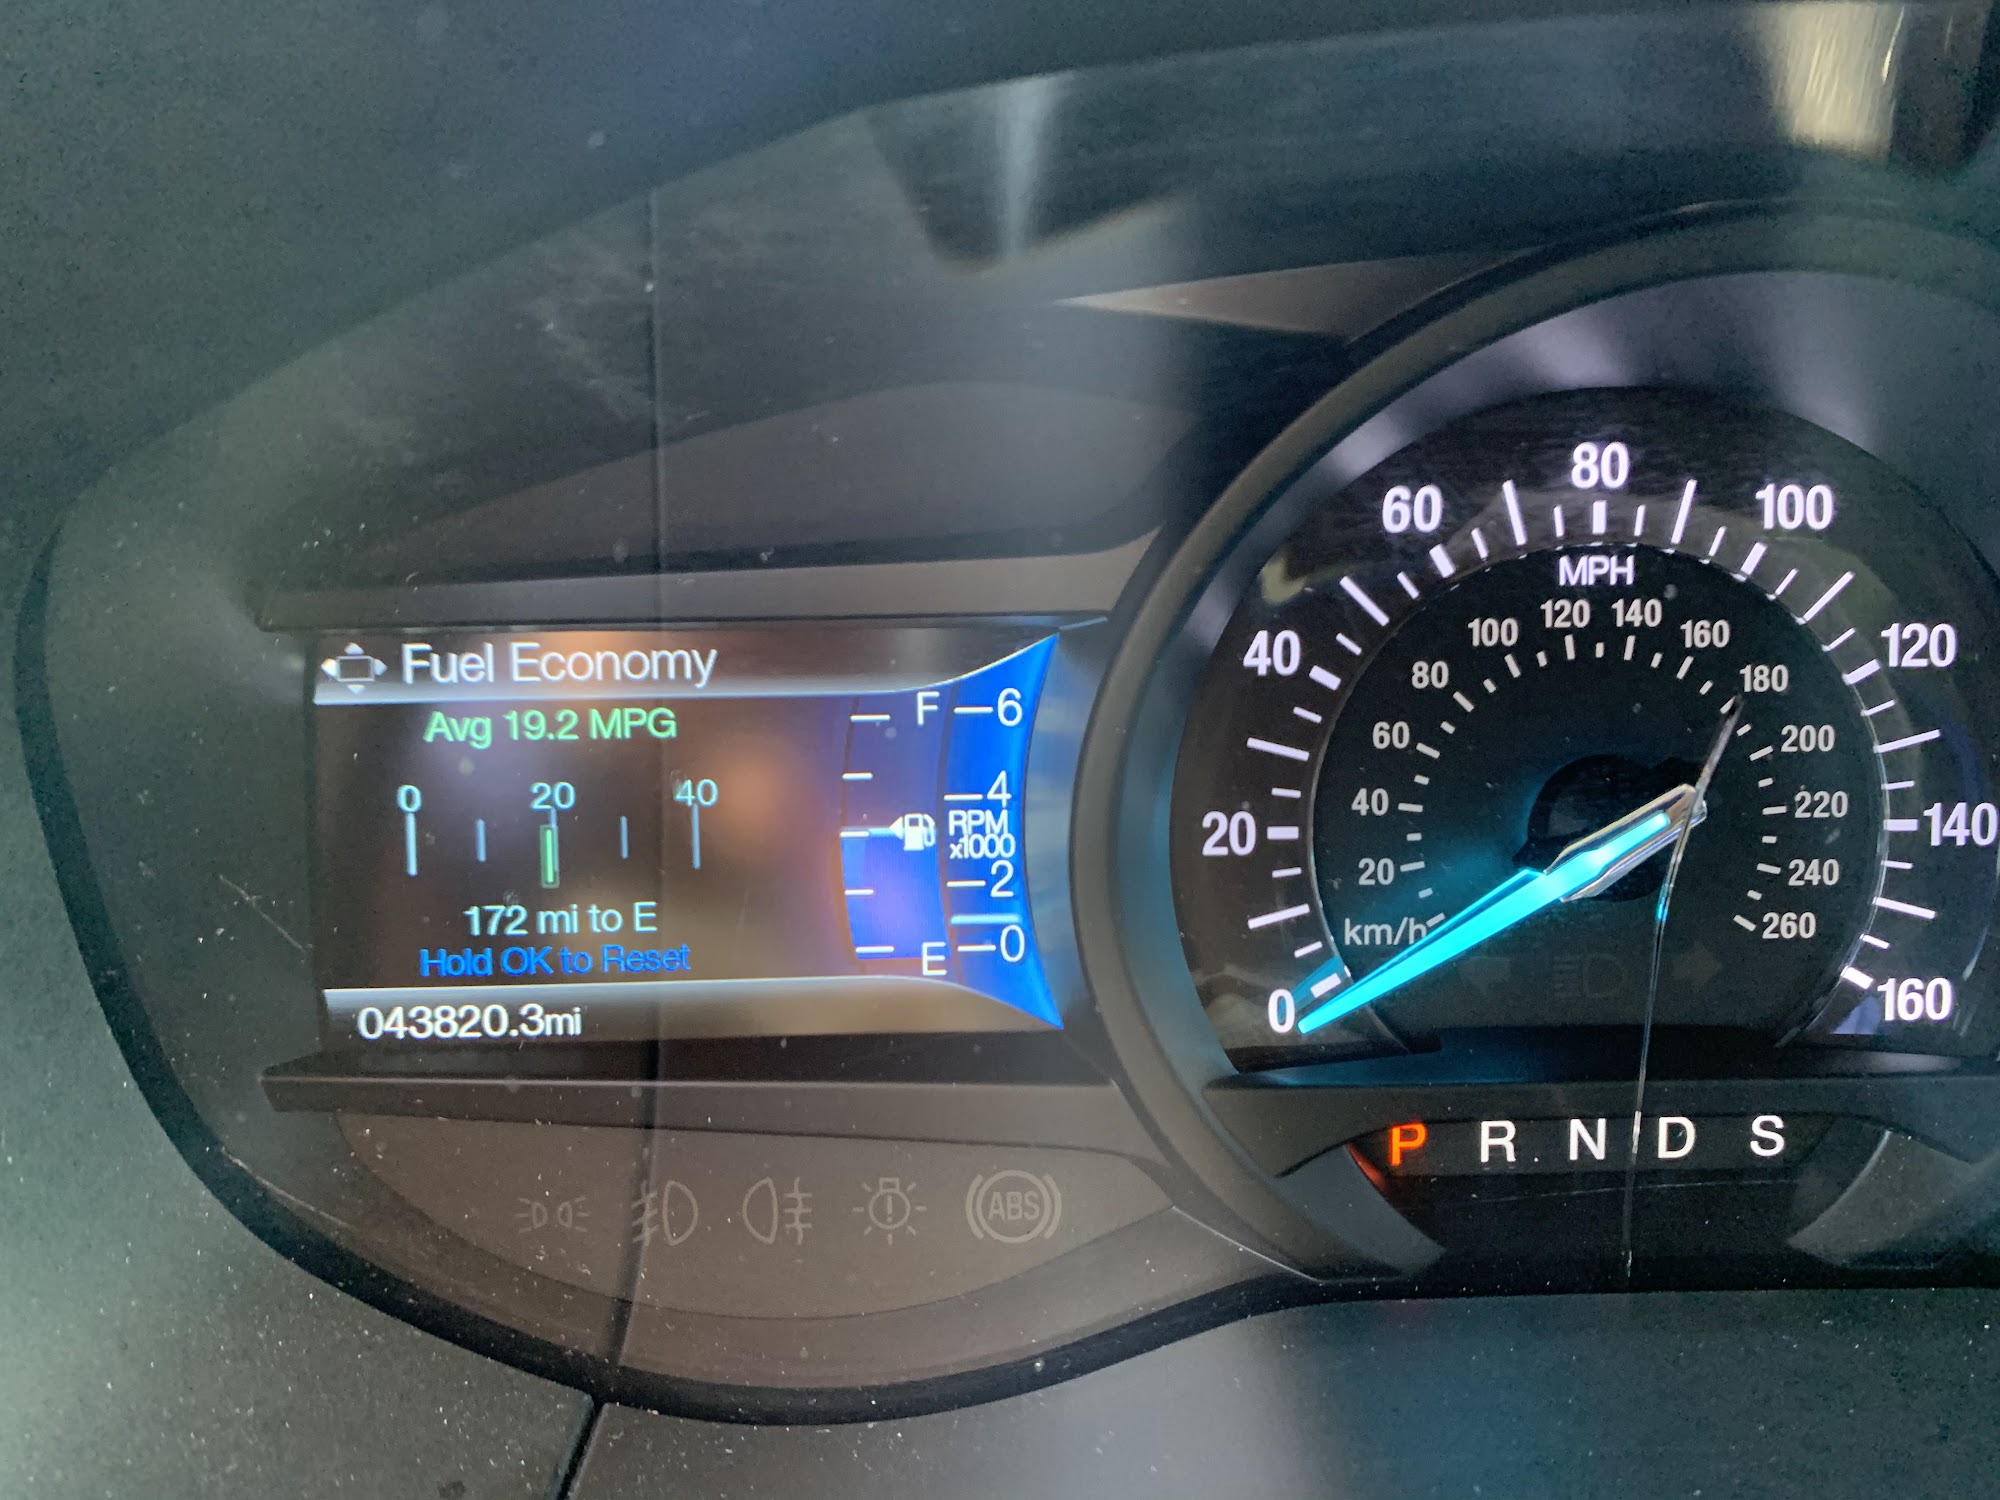 Fuel Economy
Avg 19.2 MPG
0 20 40
172 mi to E
Hold OK to Reset
043820.3mi
F
E
6
4
RPM
x1000
2
0
0 20 40 60 80 100 120 140 160
MPH
20 40 60 80 100 120 140 160 180 200 220 240 260
km/h
P R N D S
ABS